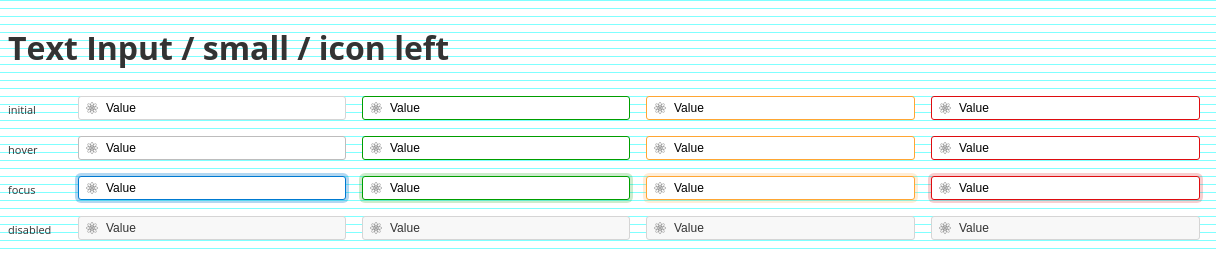 Text Input / small / icon left
initial Value Value Value Value
hover Value Value Value Value
focus Value Value Value Value
disabled Value Value Value Value